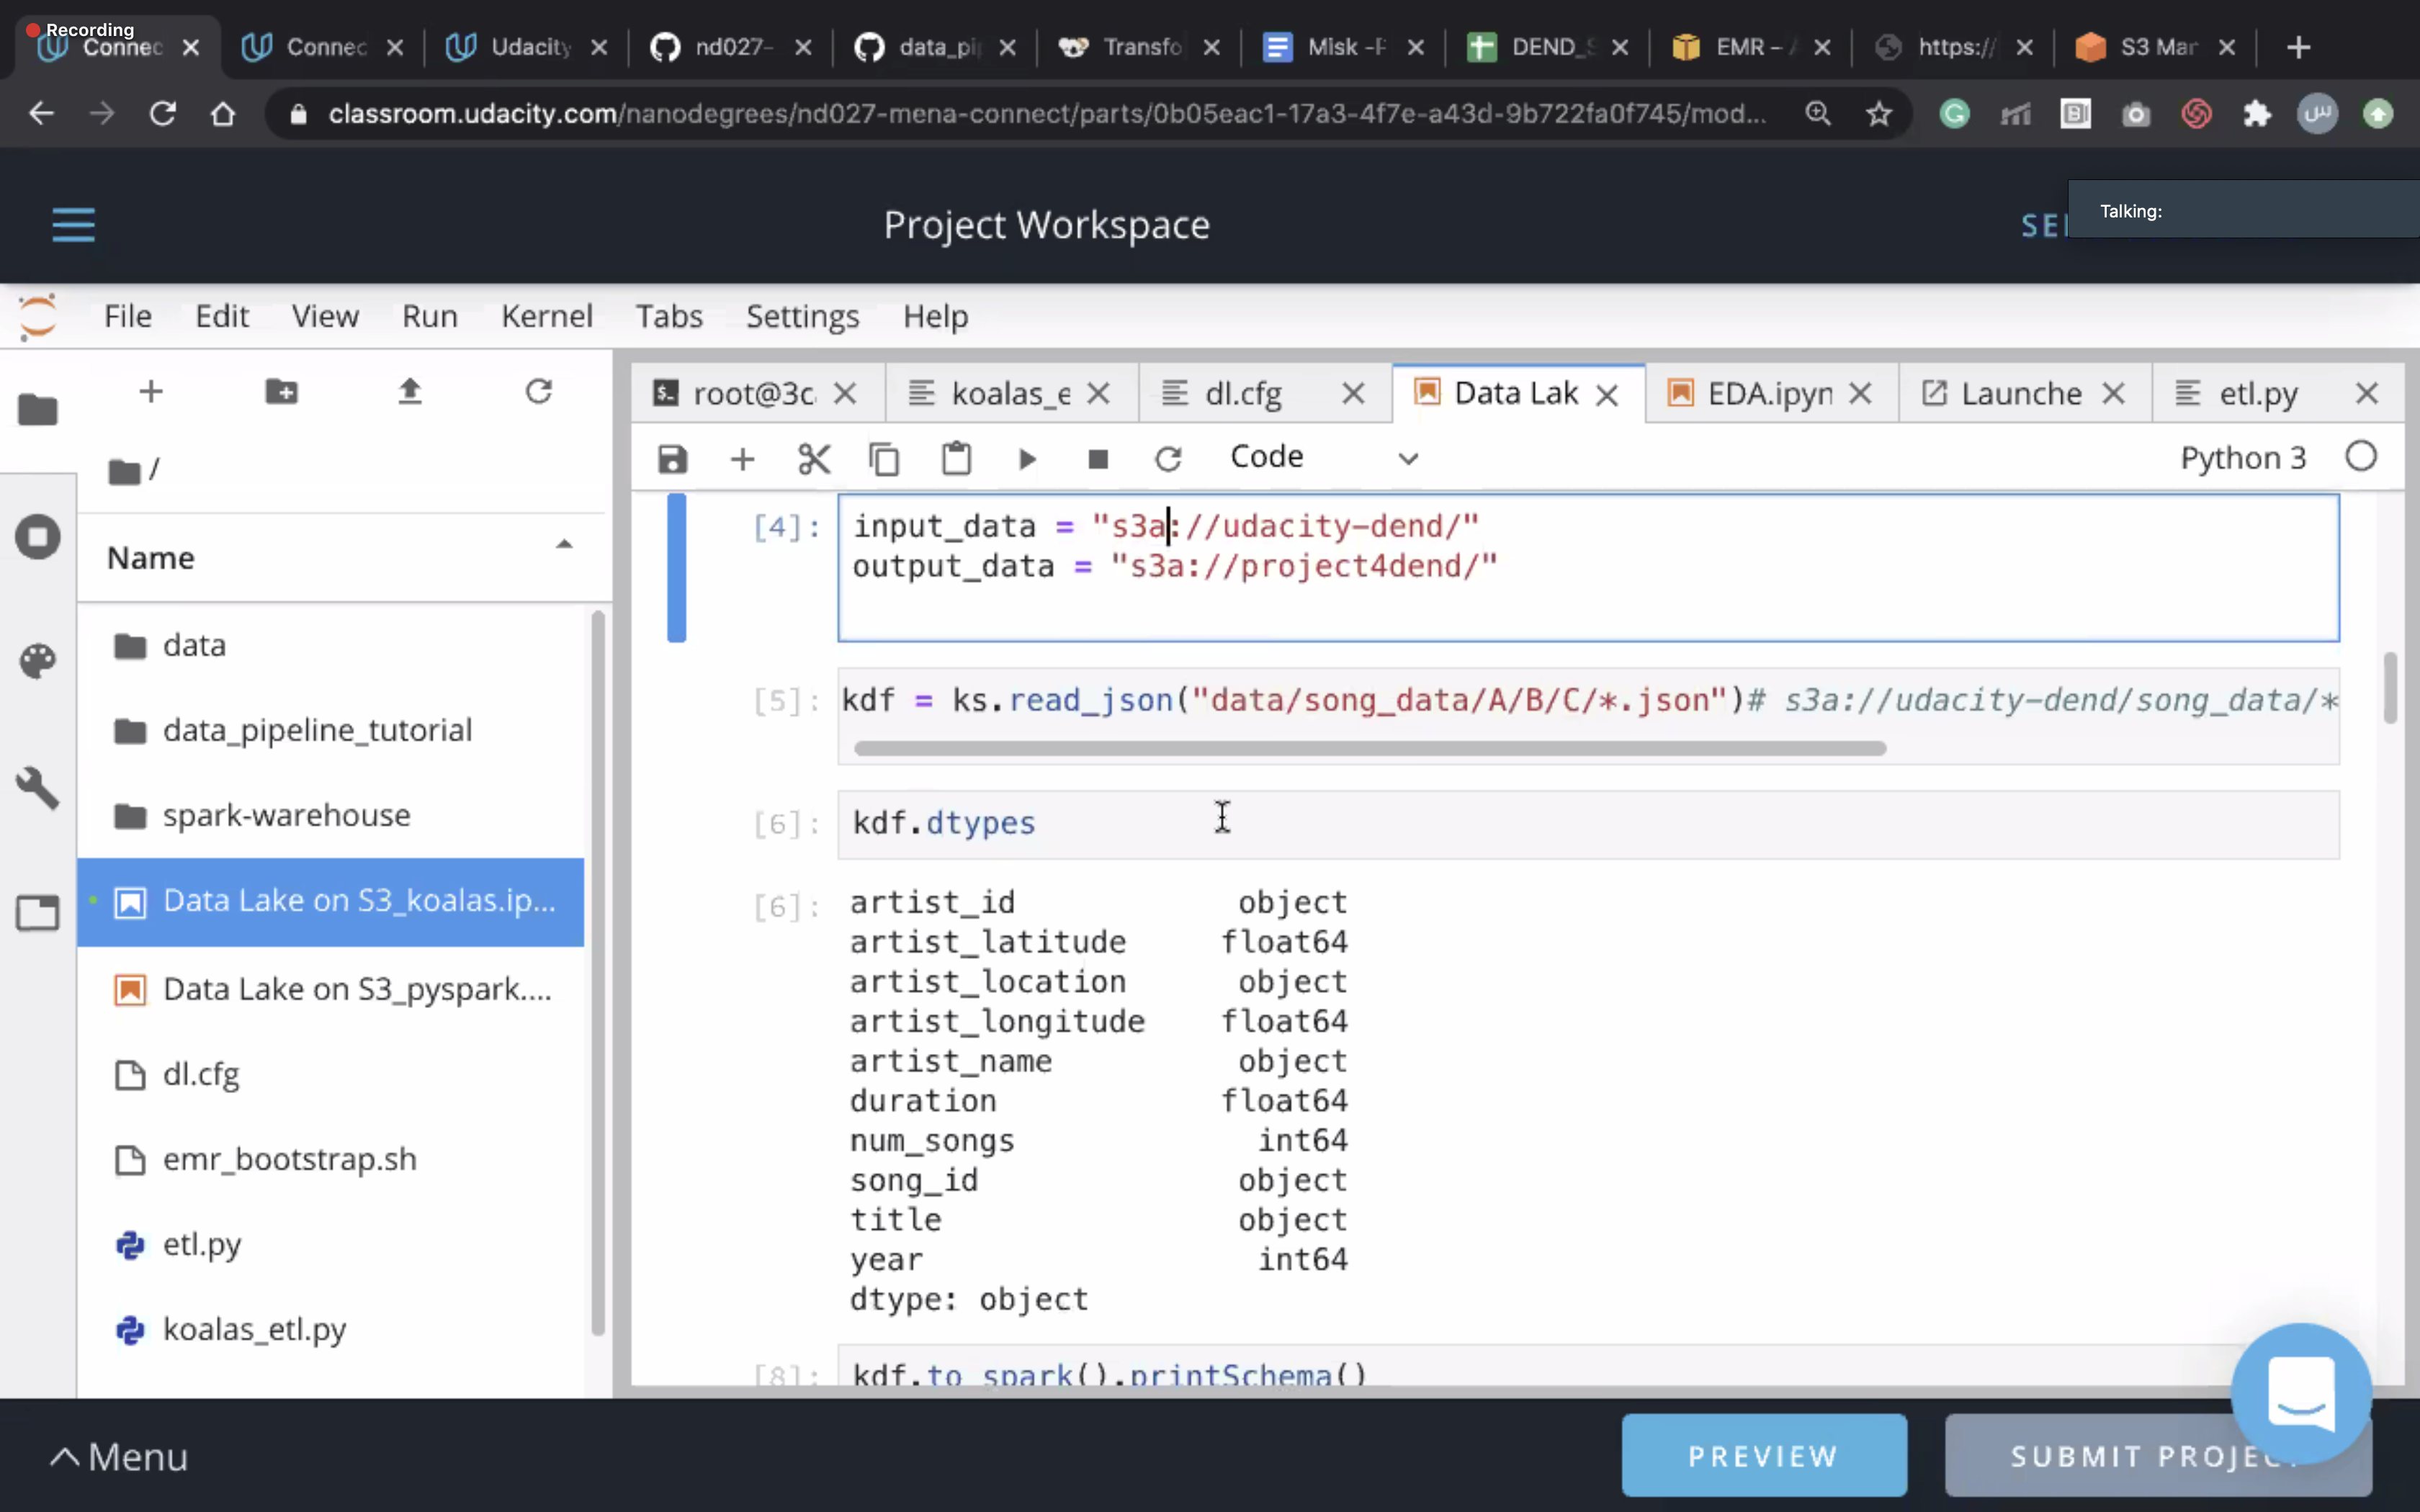 Recording
Connec
Connec
Udacity
nd027-
data_pi
Transfo
Misk -F
DEND_S
EMR –
https://
S3 Mar
classroom.udacity.com/nanodegrees/nd027-mena-connect/parts/0b05eac1-17a3-4f7e-a43d-9b722fa0f745/mod...
Project Workspace
Talking:
File Edit View Run Kernel Tabs Settings Help
root@3c
koalas_e
dl.cfg
Data Lak
EDA.ipyn
Launche
etl.py
Code
Python 3
/
Name
data
data_pipeline_tutorial
spark-warehouse
Data Lake on S3_koalas.ip...
Data Lake on S3_pyspark....
dl.cfg
emr_bootstrap.sh
etl.py
koalas_etl.py
[4]: input_data = "s3a://udacity-dend/"
output_data = "s3a://project4dend/"
[5]: kdf = ks.read_json("data/song_data/A/B/C/*.json")# s3a://udacity-dend/song_data/*
[6]: kdf.dtypes
[6]: artist_id object
artist_latitude float64
artist_location object
artist_longitude float64
artist_name object
duration float64
num_songs int64
song_id object
title object
year int64
dtype: object
[8]: kdf.to_spark().printSchema()
Menu
PREVIEW
SUBMIT PROJECT